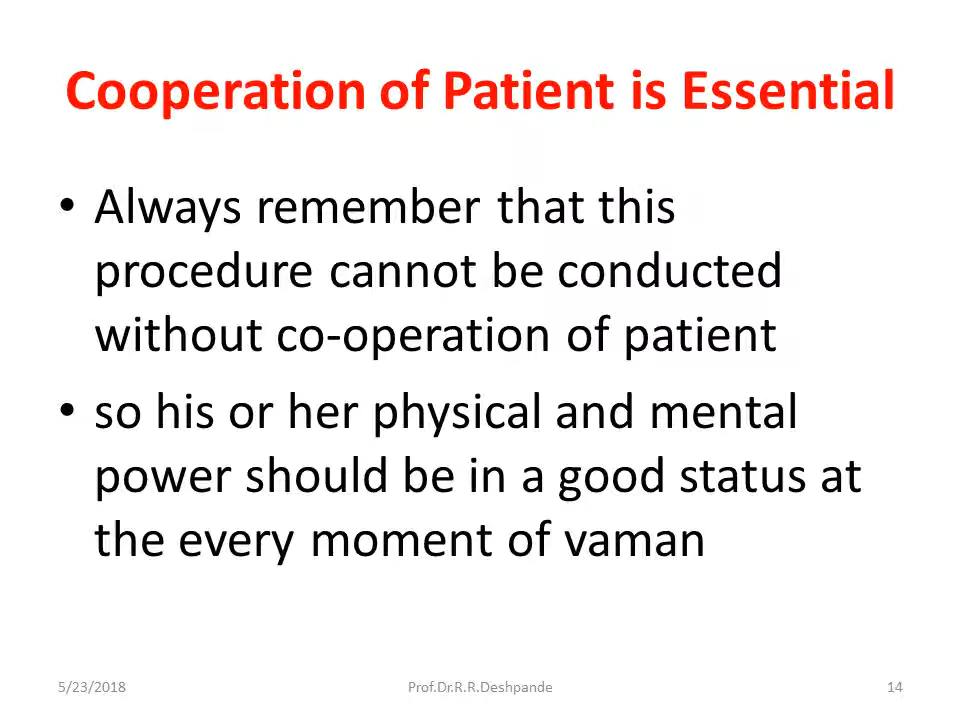 Cooperation of Patient is Essential
• Always remember that this
procedure cannot be conducted
without co-operation of patient
• so his or her physical and mental
power should be in a good status at
the every moment of vaman
5/23/2018
Prof.Dr.R.R.Deshpande
14